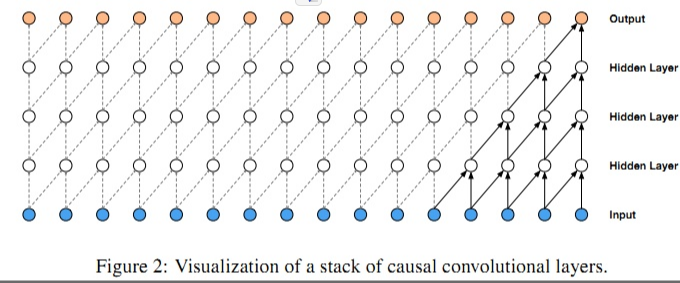 Output
Hidden Layer
Hidden Layer
Hidden Layer
Input
Figure 2: Visualization of a stack of causal convolutional layers.